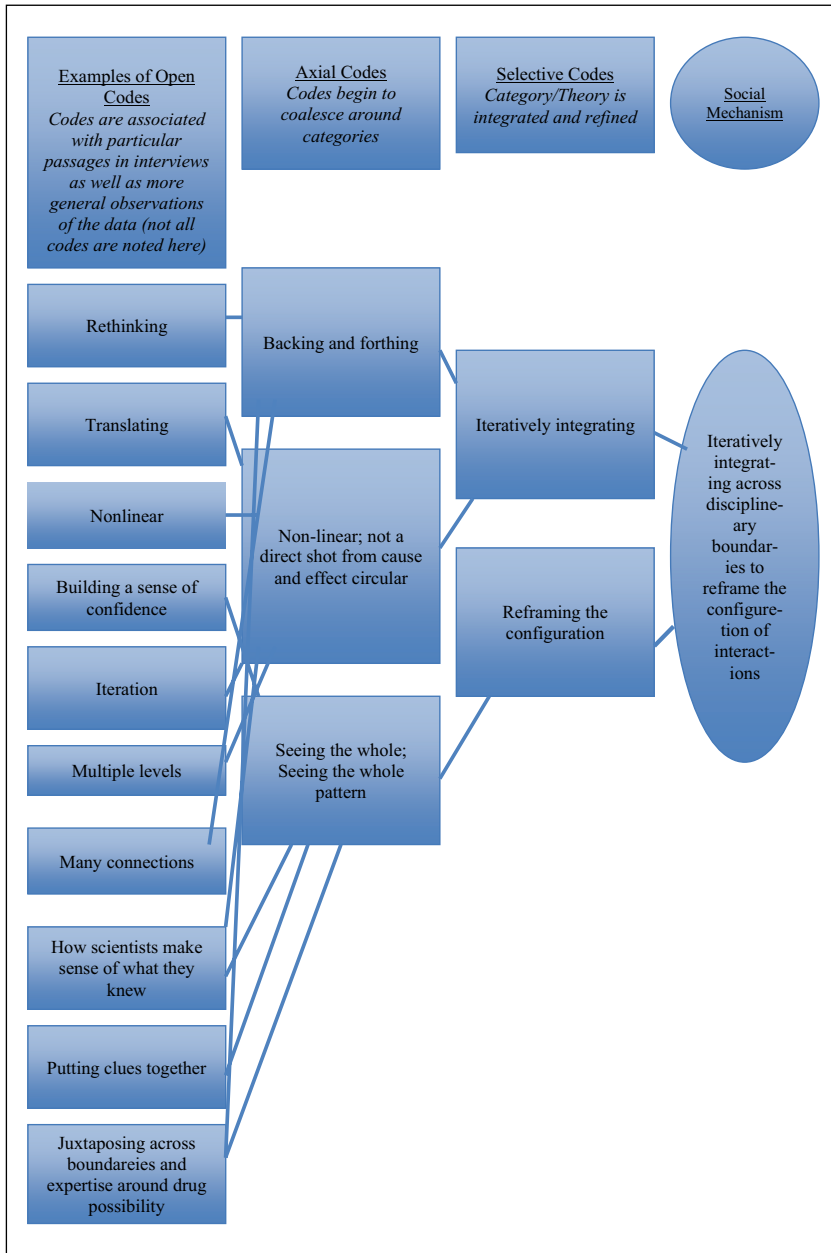 Examples of Open
Codes
Codes are associated
with particular
passages in interviews
as well as more
general observations
of the data (not all
codes are noted here)
Axial Codes
Codes begin to
coalesce around
categories
Selective Codes
Category/Theory is
integrated and refined
Social
Mechanism
Rethinking
Translating
Nonlinear
Building a sense of
confidence
Iteration
Multiple levels
Many connections
How scientists make
sense of what they
knew
Putting clues together
Juxtaposing across
boundareies and
expertise around drug
possibility
Backing and forthing
Non-linear; not a
direct shot from cause
and effect circular
Seeing the whole;
Seeing the whole
pattern
Iteratively integrating
Reframing the
configuration
Iteratively
integrat-
ing across
discipline-
ary
boundar-
ies to
reframe the
configure-
tion of
interact-
ions